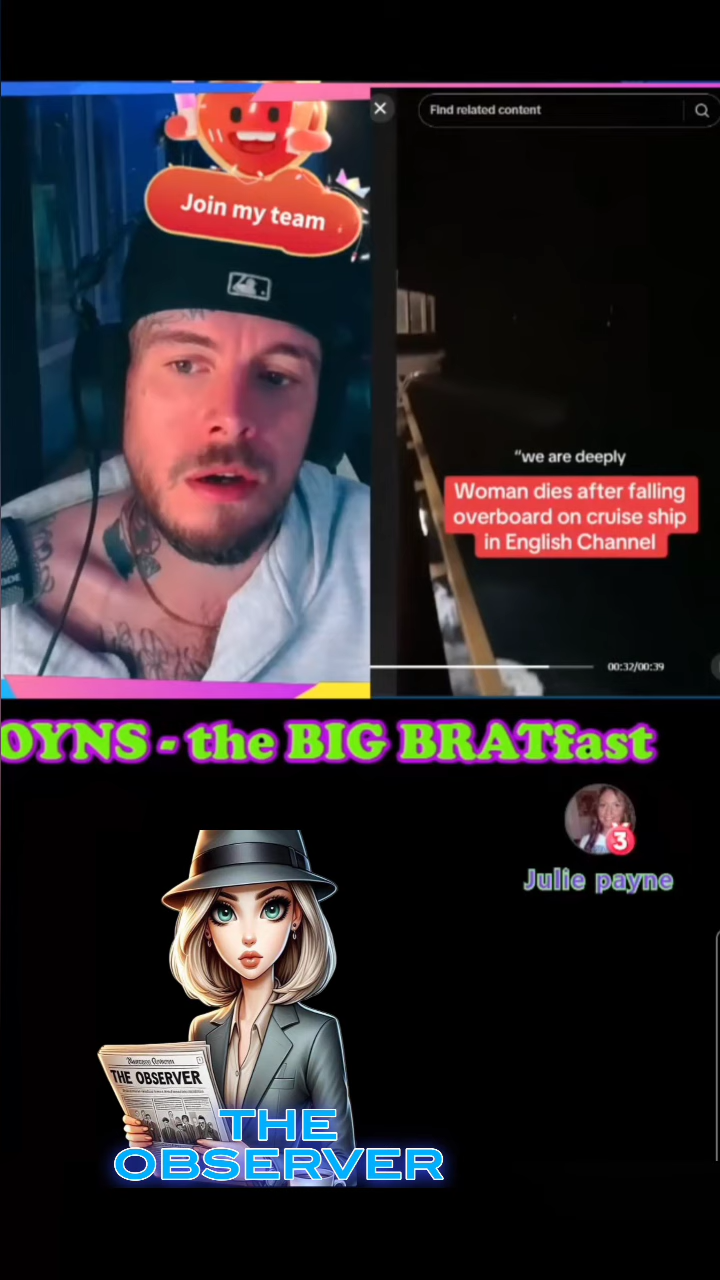 Find related content
Join my team
“we are deeply
Woman dies after falling
overboard on cruise ship
in English Channel
00:32/00:39
OYNS - the BIG BRATfast
3
Julie payne
THE OBSERVER
THE
OBSERVER